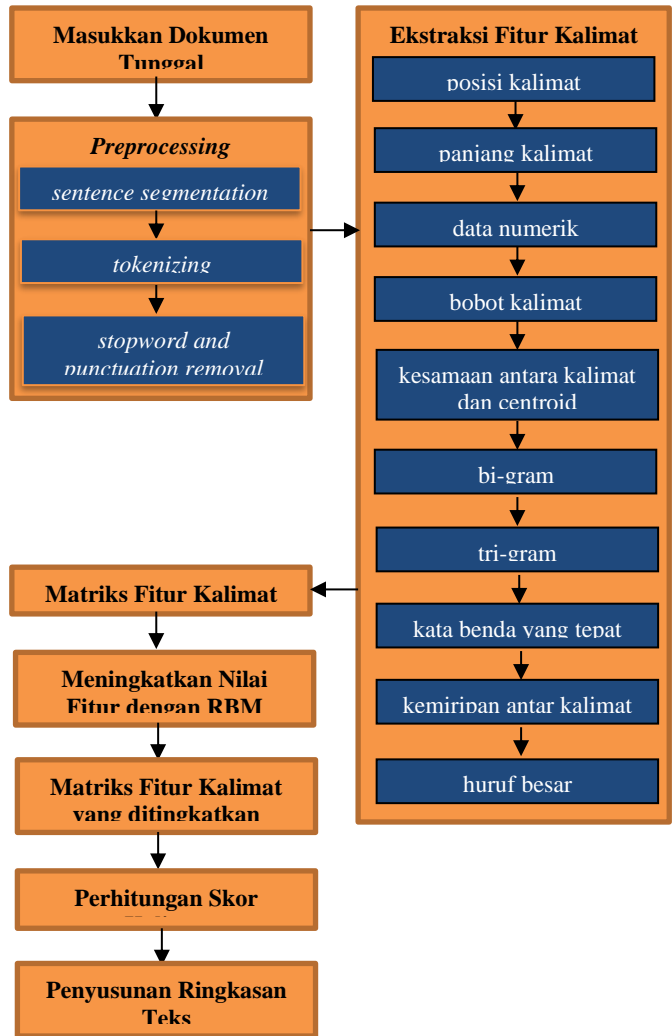 Masukkan Dokumen
Tunggal
Preprocessing
sentence segmentation
tokenizing
stopword and
punctuation removal
Ekstraksi Fitur Kalimat
posisi kalimat
panjang kalimat
data numerik
bobot kalimat
kesamaan antara kalimat
dan centroid
bi-gram
tri-gram
kata benda yang tepat
kemiripan antar kalimat
huruf besar
Matriks Fitur Kalimat
Meningkatkan Nilai
Fitur dengan RBM
Matriks Fitur Kalimat
yang ditingkatkan
Perhitungan Skor
Penyusunan Ringkasan
Teks